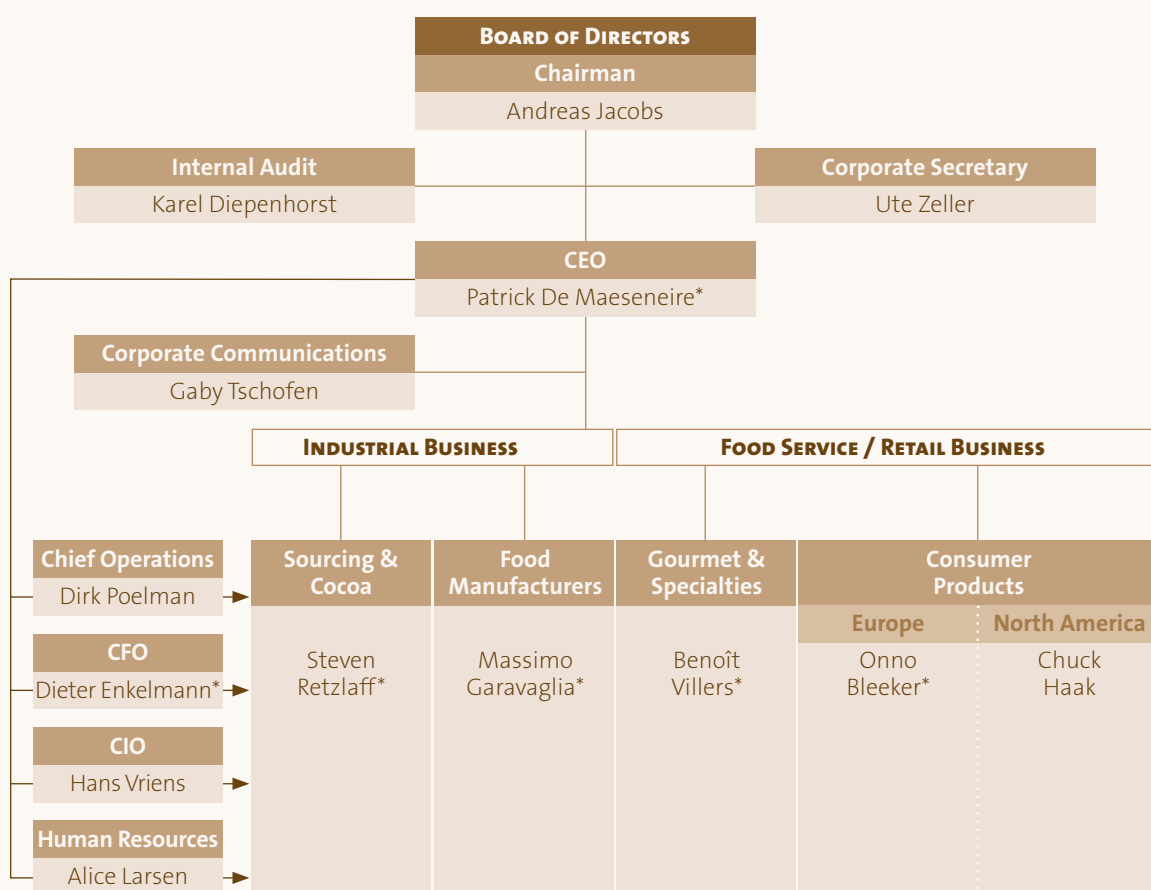 BOARD OF DIRECTORS
Chairman
Andreas Jacobs
Internal Audit
Karel Diepenhorst
Corporate Secretary
Ute Zeller
CEO
Patrick De Maeseneire*
Corporate Communications
Gaby Tschofen
INDUSTRIAL BUSINESS
FOOD SERVICE / RETAIL BUSINESS
Chief Operations
Dirk Poelman
CFO
Dieter Enkelmann*
CIO
Hans Vriens
Human Resources
Alice Larsen
Sourcing &
Cocoa
Steven
Retzlaff*
Food
Manufacturers
Massimo
Garavaglia*
Gourmet &
Specialties
Benoît
Villers*
Consumer
Products
Europe
Onno
Bleeker*
North America
Chuck
Haak